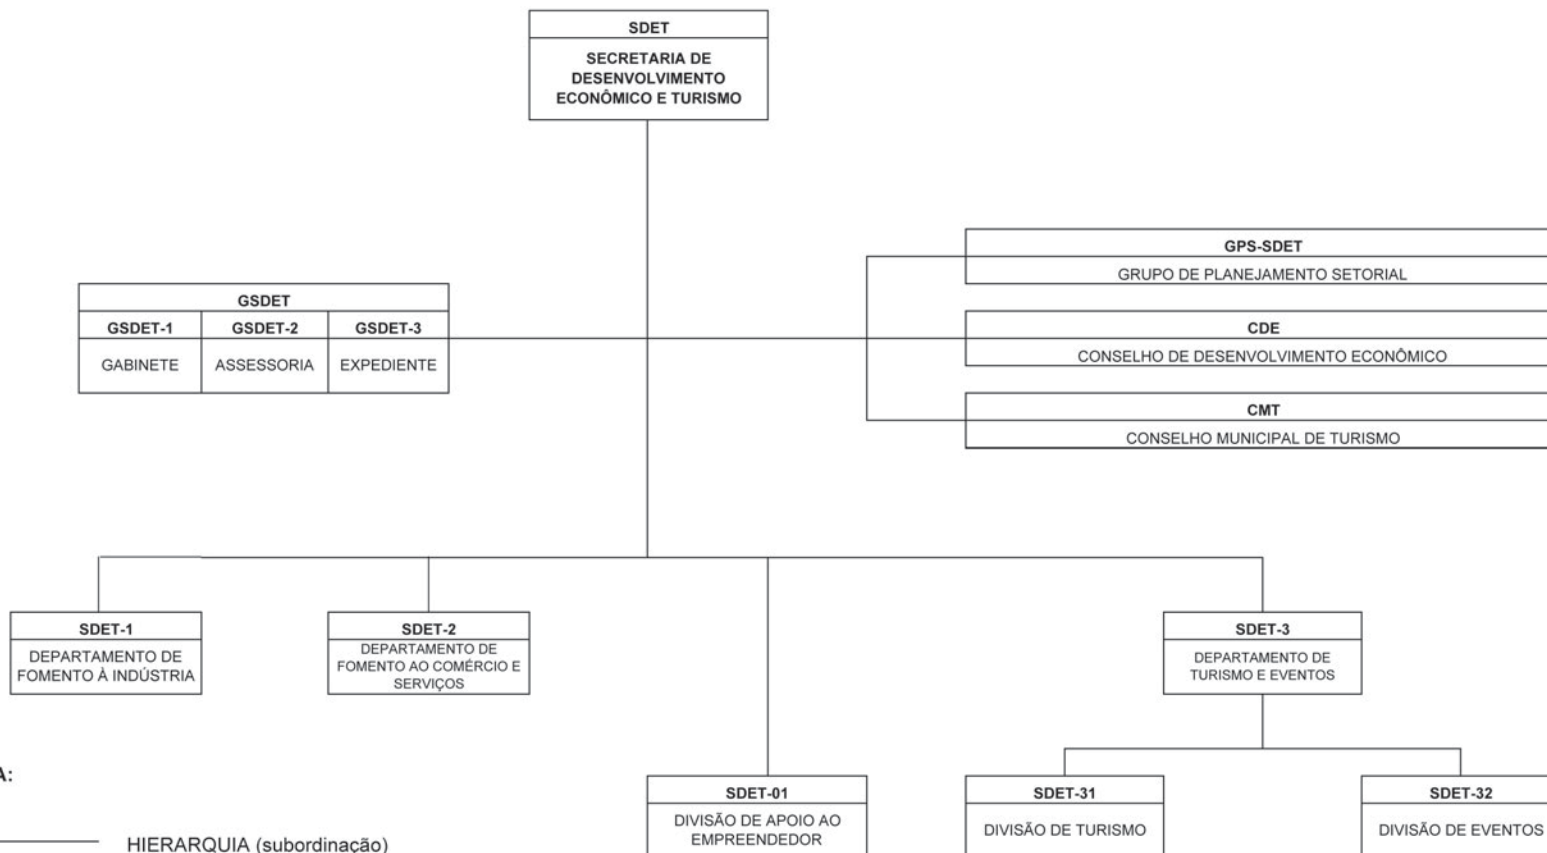 SDET
SECRETARIA DE
DESENVOLVIMENTO
ECONÔMICO E TURISMO
GPS-SDET
GRUPO DE PLANEJAMENTO SETORIAL
GSDET
GSDET-1 GSDET-2 GSDET-3
GABINETE ASSESSORIA EXPEDIENTE
CDE
CONSELHO DE DESENVOLVIMENTO ECONÔMICO
CMT
CONSELHO MUNICIPAL DE TURISMO
SDET-1
DEPARTAMENTO DE
FOMENTO À INDÚSTRIA
SDET-2
DEPARTAMENTO DE
FOMENTO AO COMÉRCIO E
SERVIÇOS
SDET-3
DEPARTAMENTO DE
TURISMO E EVENTOS
A:
HIERARQUIA (subordinação)
SDET-01
DIVISÃO DE APOIO AO
EMPREENDEDOR
SDET-31
DIVISÃO DE TURISMO
SDET-32
DIVISÃO DE EVENTOS